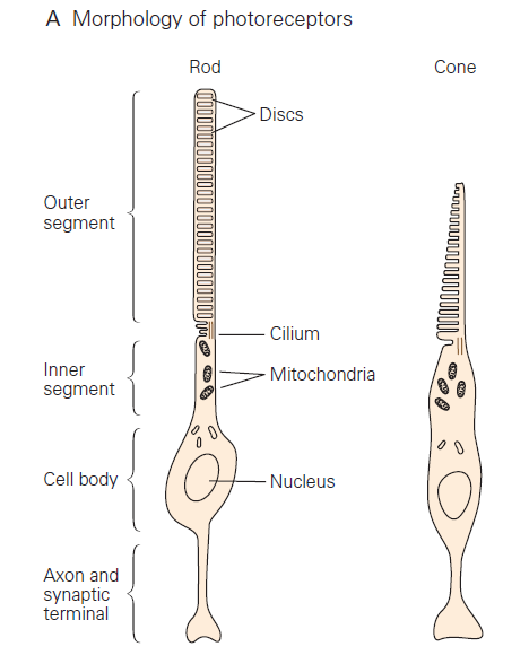 A Morphology of photoreceptors
Rod
Cone
Discs
Outer
segment
Cilium
Inner
segment
Mitochondria
Cell body
Nucleus
Axon and
synaptic
terminal